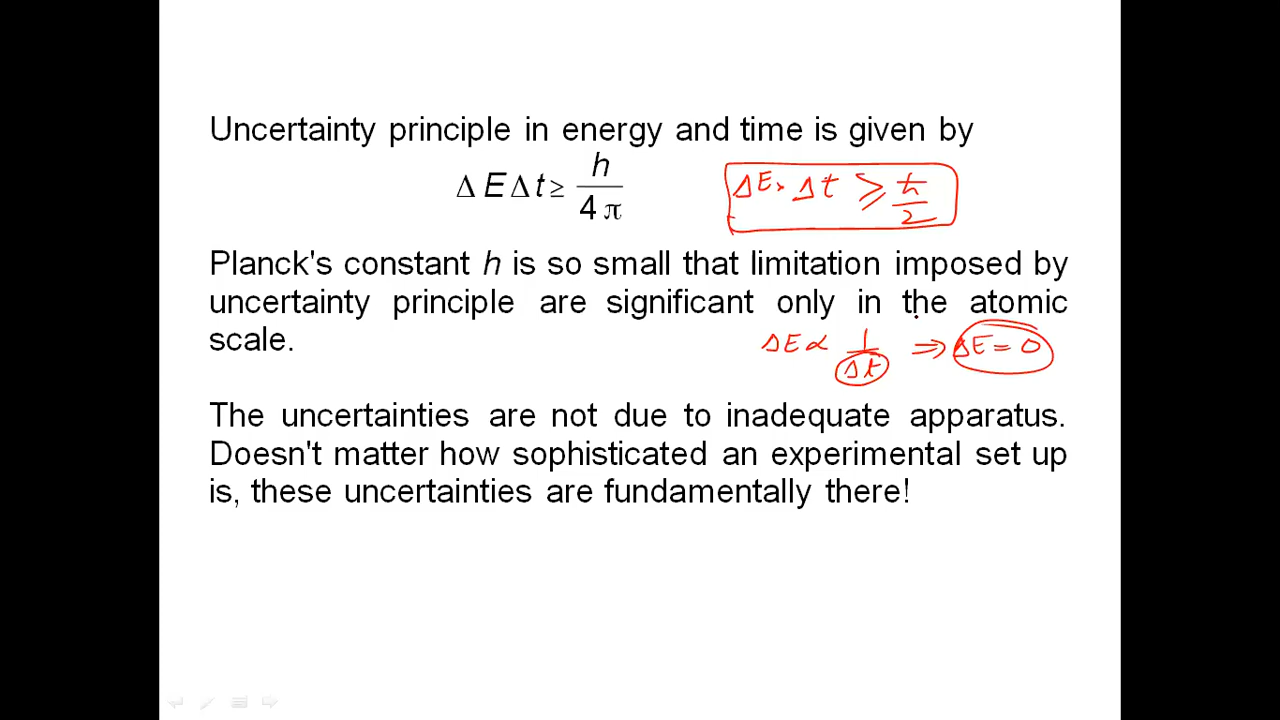 Uncertainty principle in energy and time is given by
Δ E Δ t ≥ h / 4 π
ΔE × Δt ≥ ħ / 2
Planck's constant h is so small that limitation imposed by
uncertainty principle are significant only in the atomic
scale.
ΔE ∝ 1 / Δt ⇒ ΔE = 0
The uncertainties are not due to inadequate apparatus.
Doesn't matter how sophisticated an experimental set up
is, these uncertainties are fundamentally there!